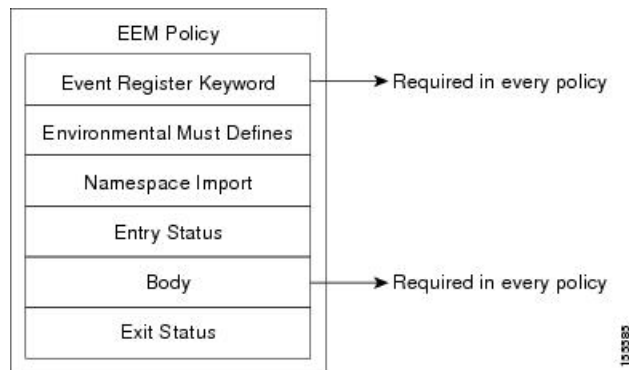 EEM Policy
Event Register Keyword
Required in every policy
Environmental Must Defines
Namespace Import
Entry Status
Body
Required in every policy
Exit Status
155585